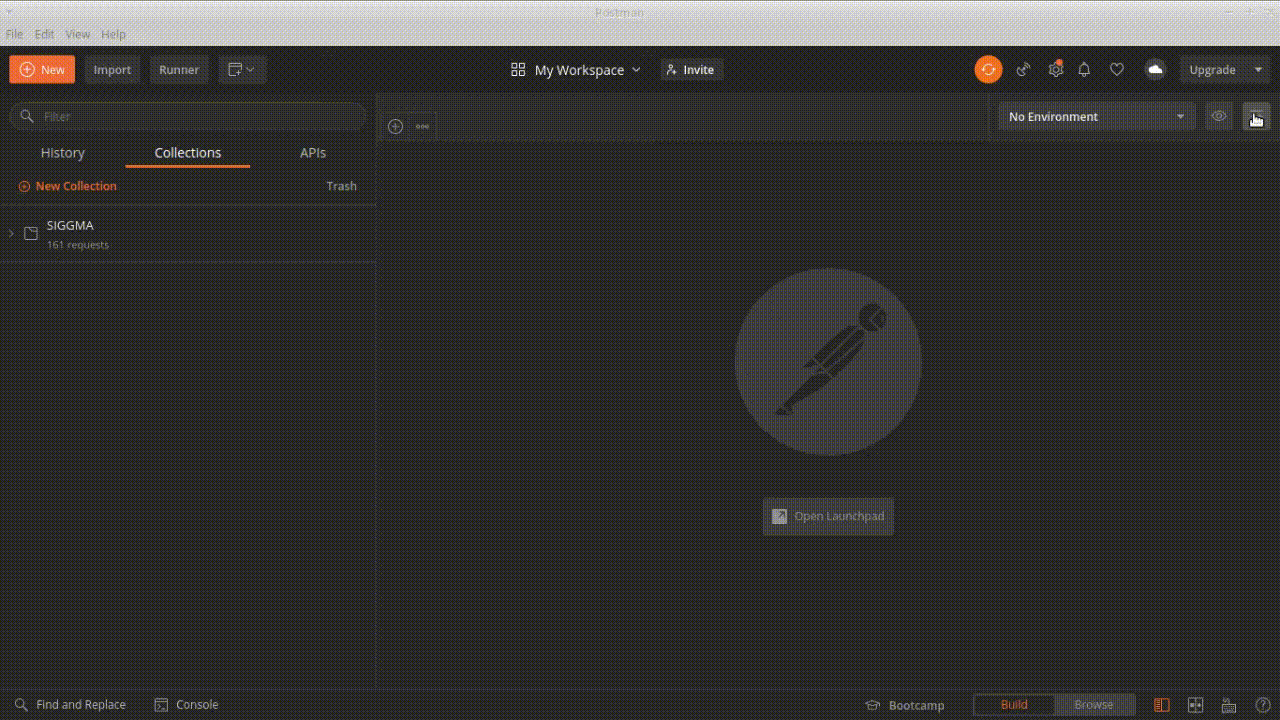 Postman
File Edit View Help
New Import Runner My Workspace Invite Upgrade
Filter
No Environment
History Collections APIs
New Collection Trash
SIGGMA
161 requests
Open Launchpad
Find and Replace Console Bootcamp Build Browse